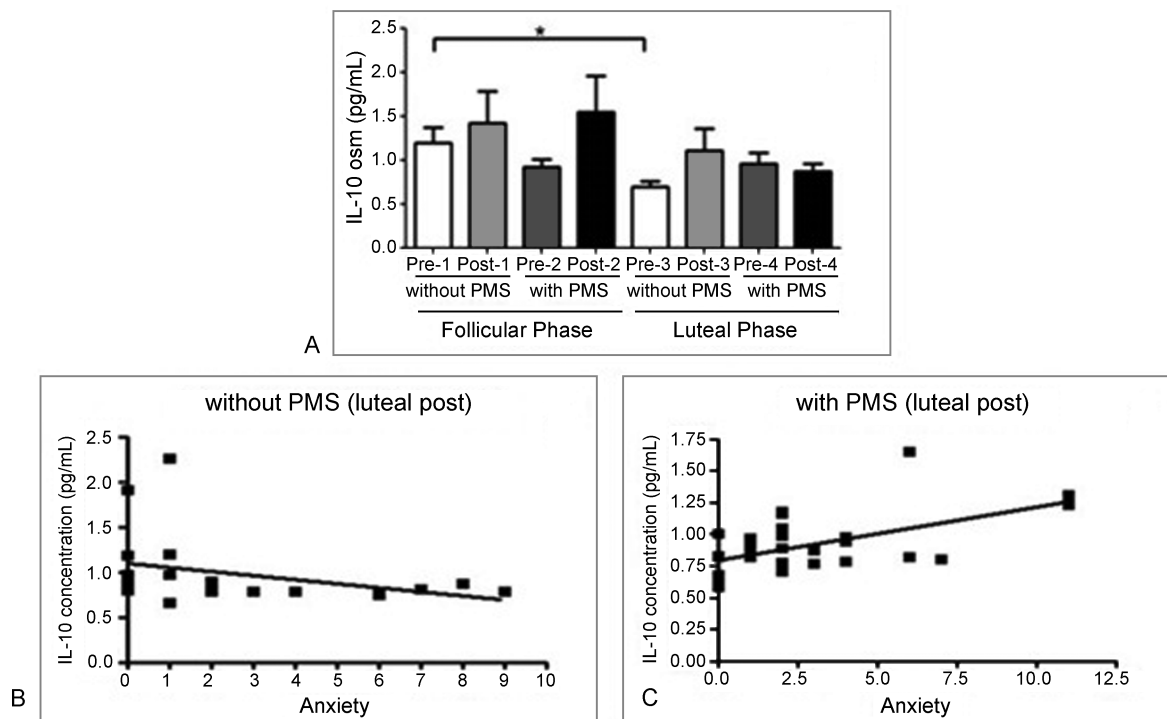 2.5
*
2.0
1.5
1.0
0.5
0.0
IL-10 osm (pg/mL)
Pre-1 Post-1 Pre-2 Post-2 Pre-3 Post-3 Pre-4 Post-4
without PMS with PMS without PMS with PMS
Follicular Phase Luteal Phase
A
without PMS (luteal post)
2.5
2.0
1.5
1.0
0.5
0.0
IL-10 concentration (pg/mL)
0 1 2 3 4 5 6 7 8 9 10
Anxiety
B
with PMS (luteal post)
1.75
1.50
1.25
1.00
0.75
0.50
0.25
0.00
IL-10 concentration (pg/mL)
0 2.5 5.0 7.5 10.0 12.5
Anxiety
C